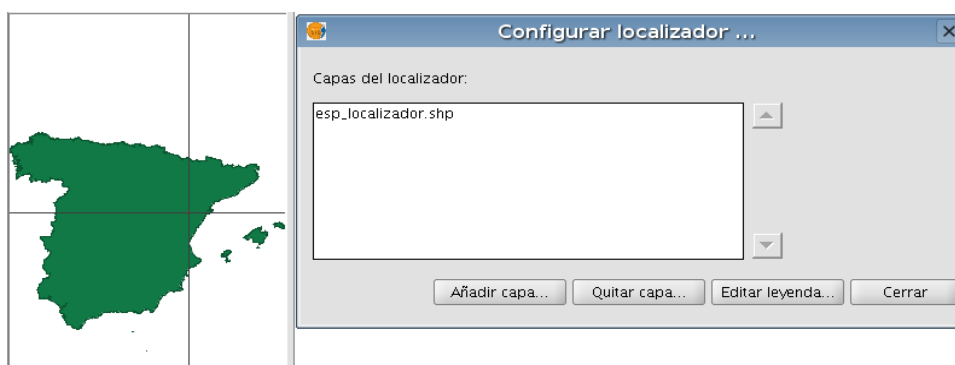 Configurar localizador ...
Capas del localizador:
esp_localizador.shp
Añadir capa...
Quitar capa...
Editar leyenda...
Cerrar